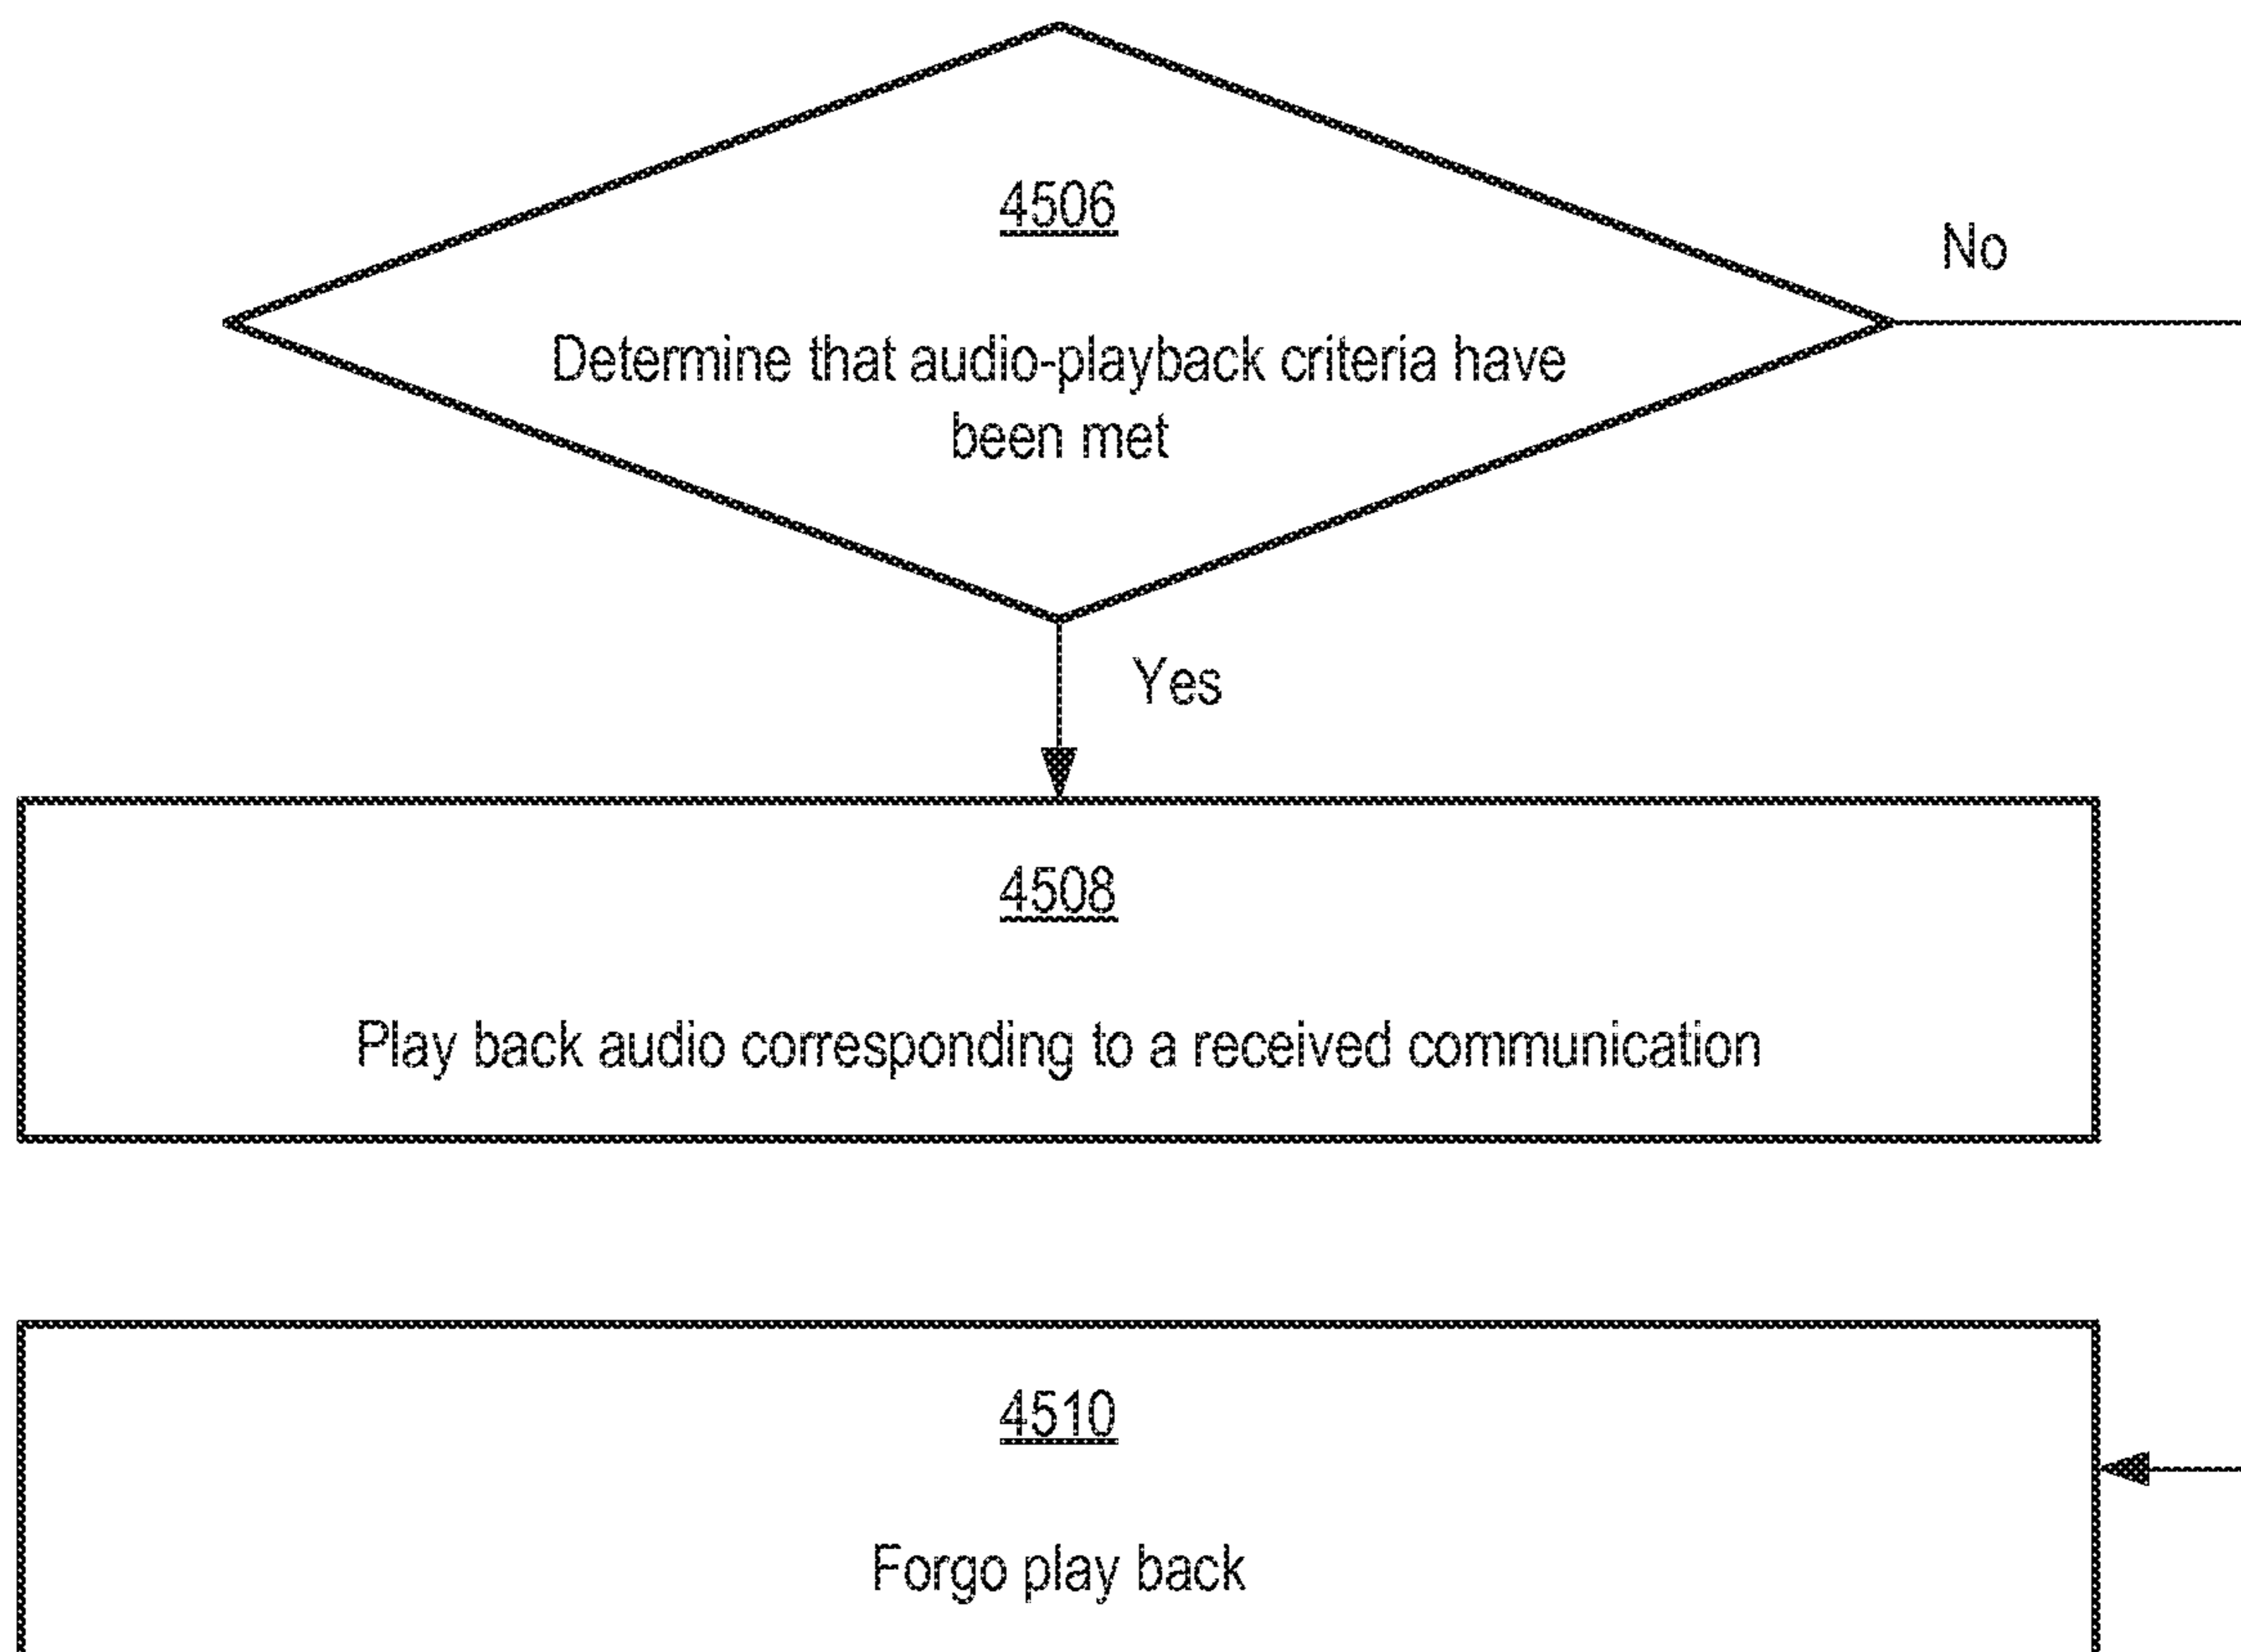 4506
No
Determine that audio-playback criteria have
been met
Yes
4508
Play back audio corresponding to a received communication
4510
Forgo play back